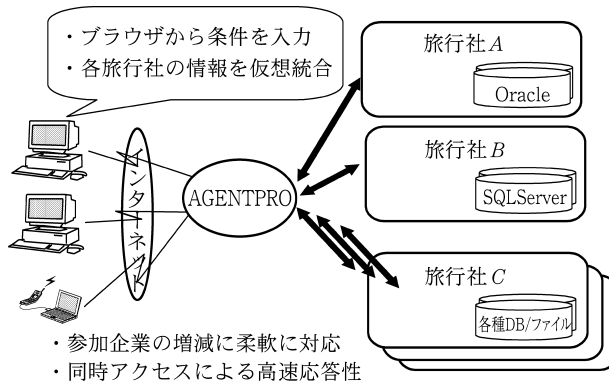 ・ブラウザから条件を入力
・各旅行社の情報を仮想統合
旅行社A
Oracle
旅行社B
SQLServer
旅行社C
各種DB/ファイル
インターネット
AGENTPRO
・参加企業の増減に柔軟に対応
・同時アクセスによる高速応答性